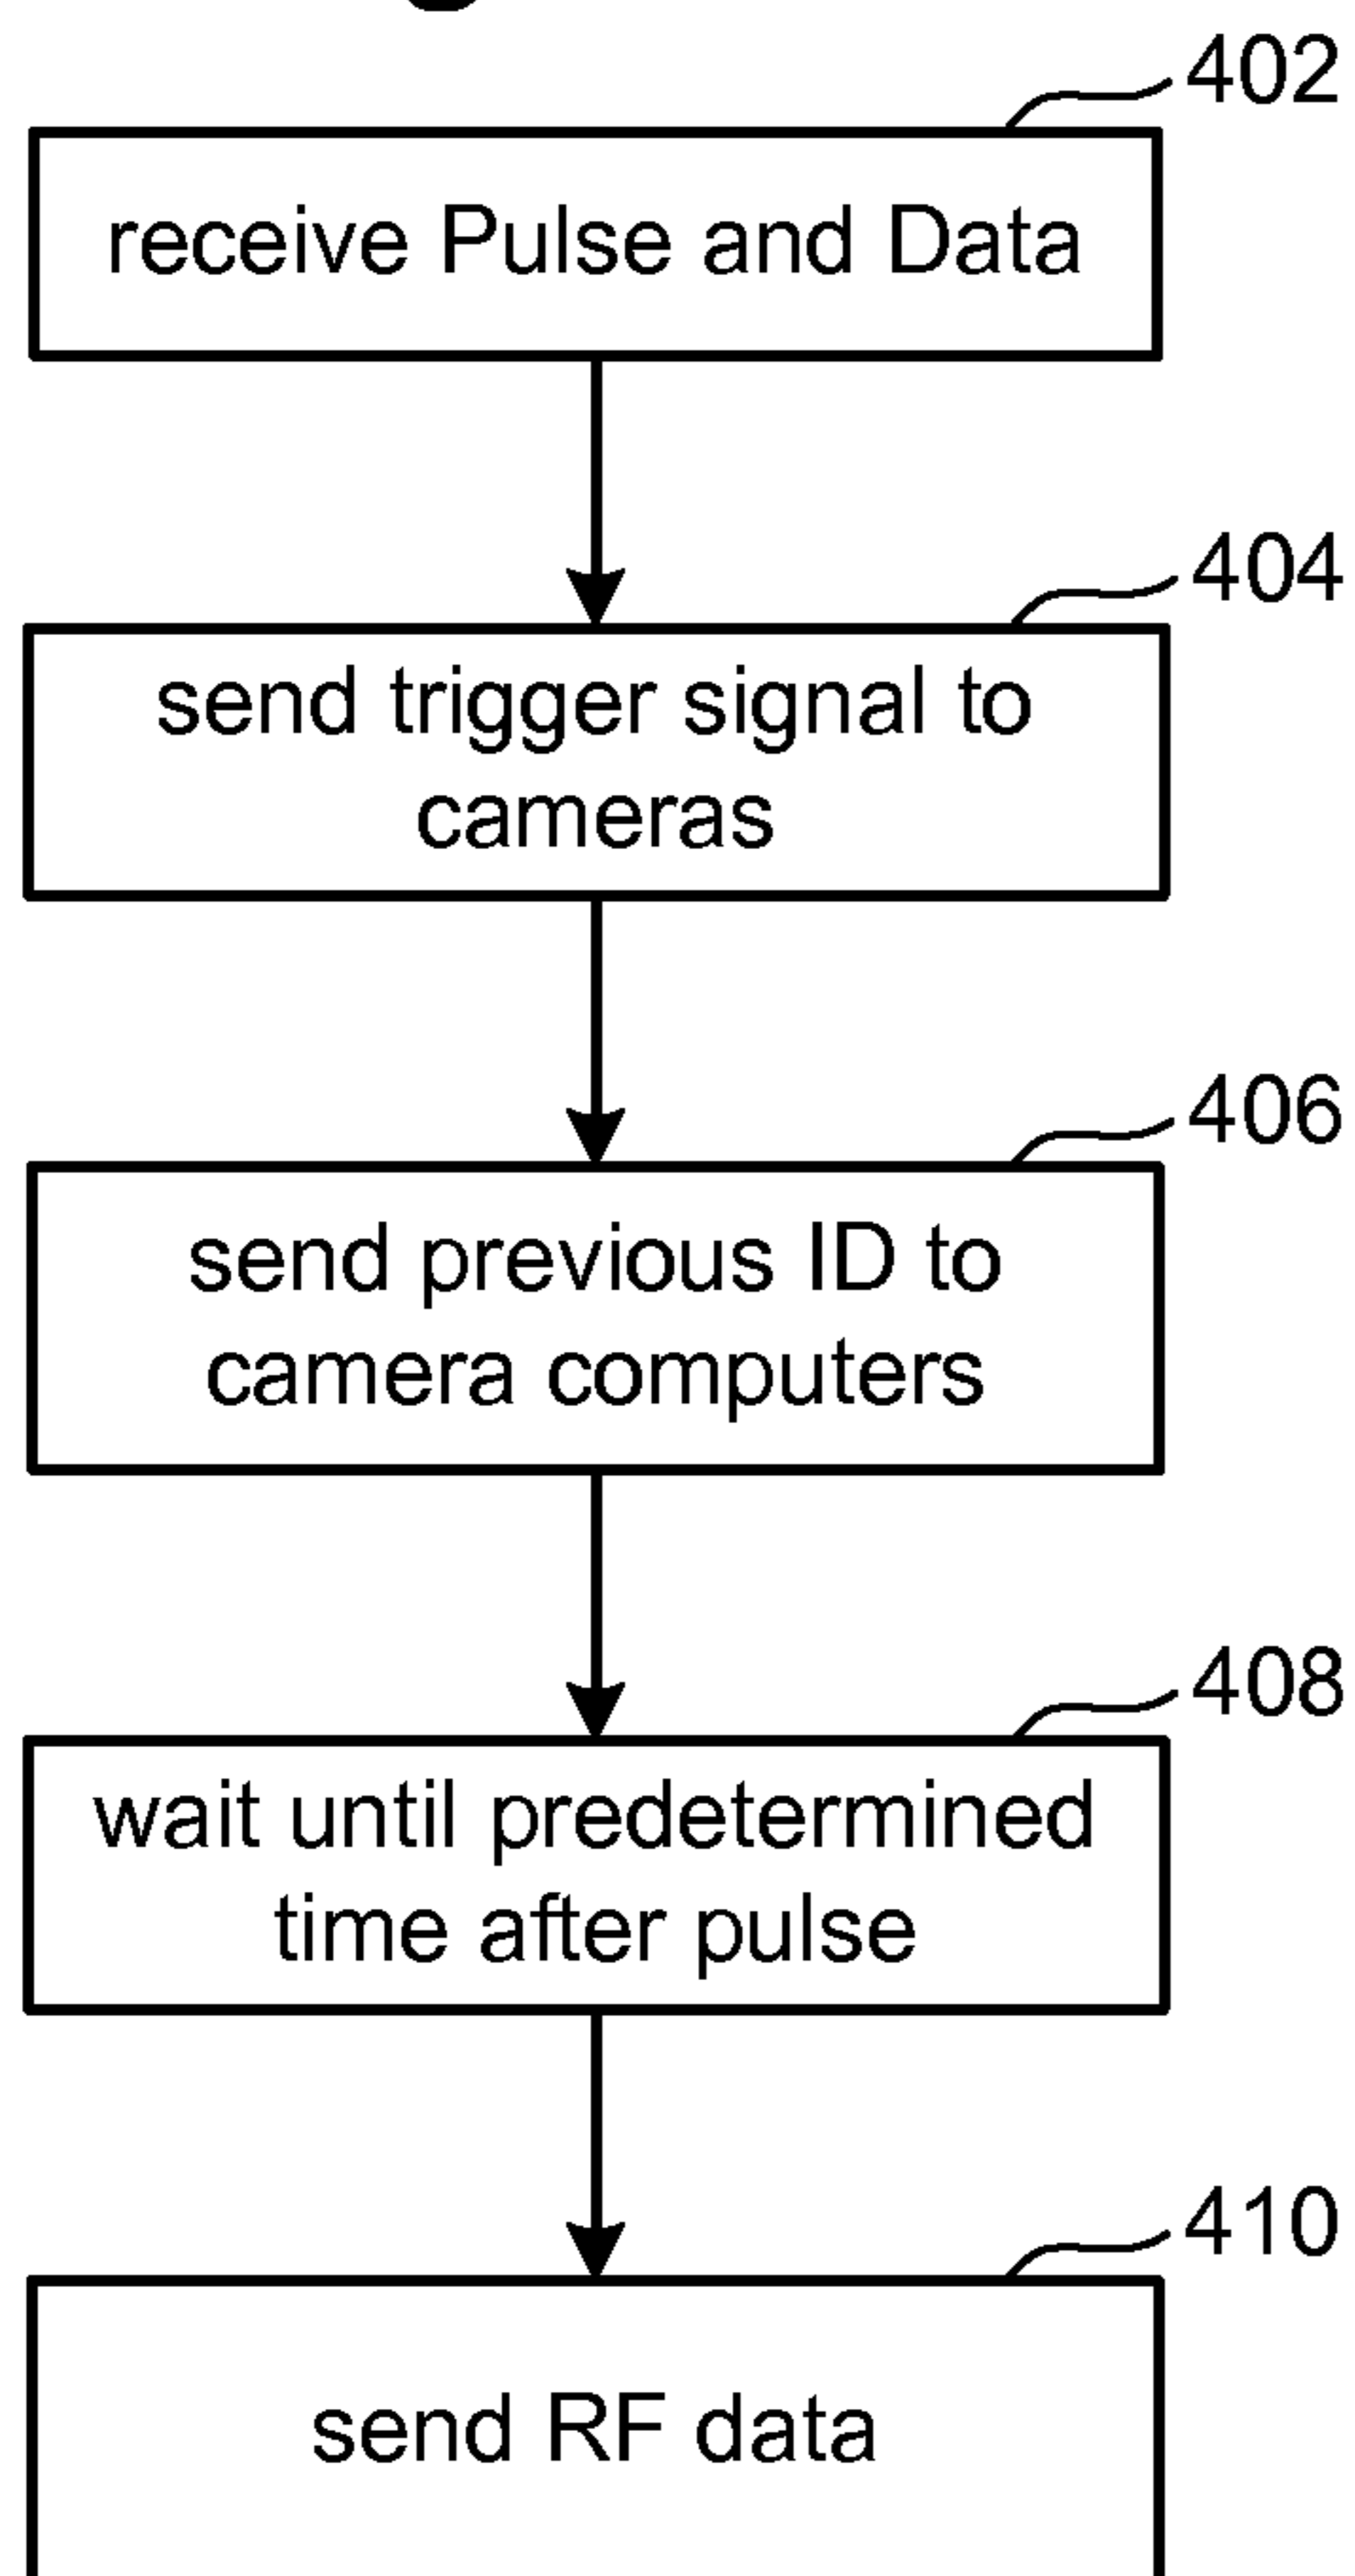 402
receive Pulse and Data
404
send trigger signal to
cameras
406
send previous ID to
camera computers
408
wait until predetermined
time after pulse
410
send RF data